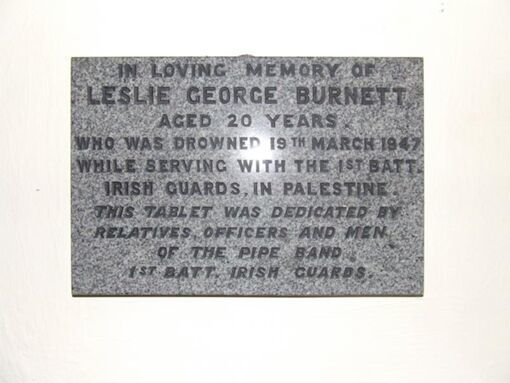 IN LOVING MEMORY OF
LESLIE GEORGE BURNETT
AGED 20 YEARS
WHO WAS DROWNED 19TH MARCH 1947
WHILE SERVING WITH THE 1ST BATT.
IRISH GUARDS, IN PALESTINE.
THIS TABLET WAS DEDICATED BY
RELATIVES, OFFICERS AND MEN
OF THE PIPE BAND
1ST BATT. IRISH GUARDS.